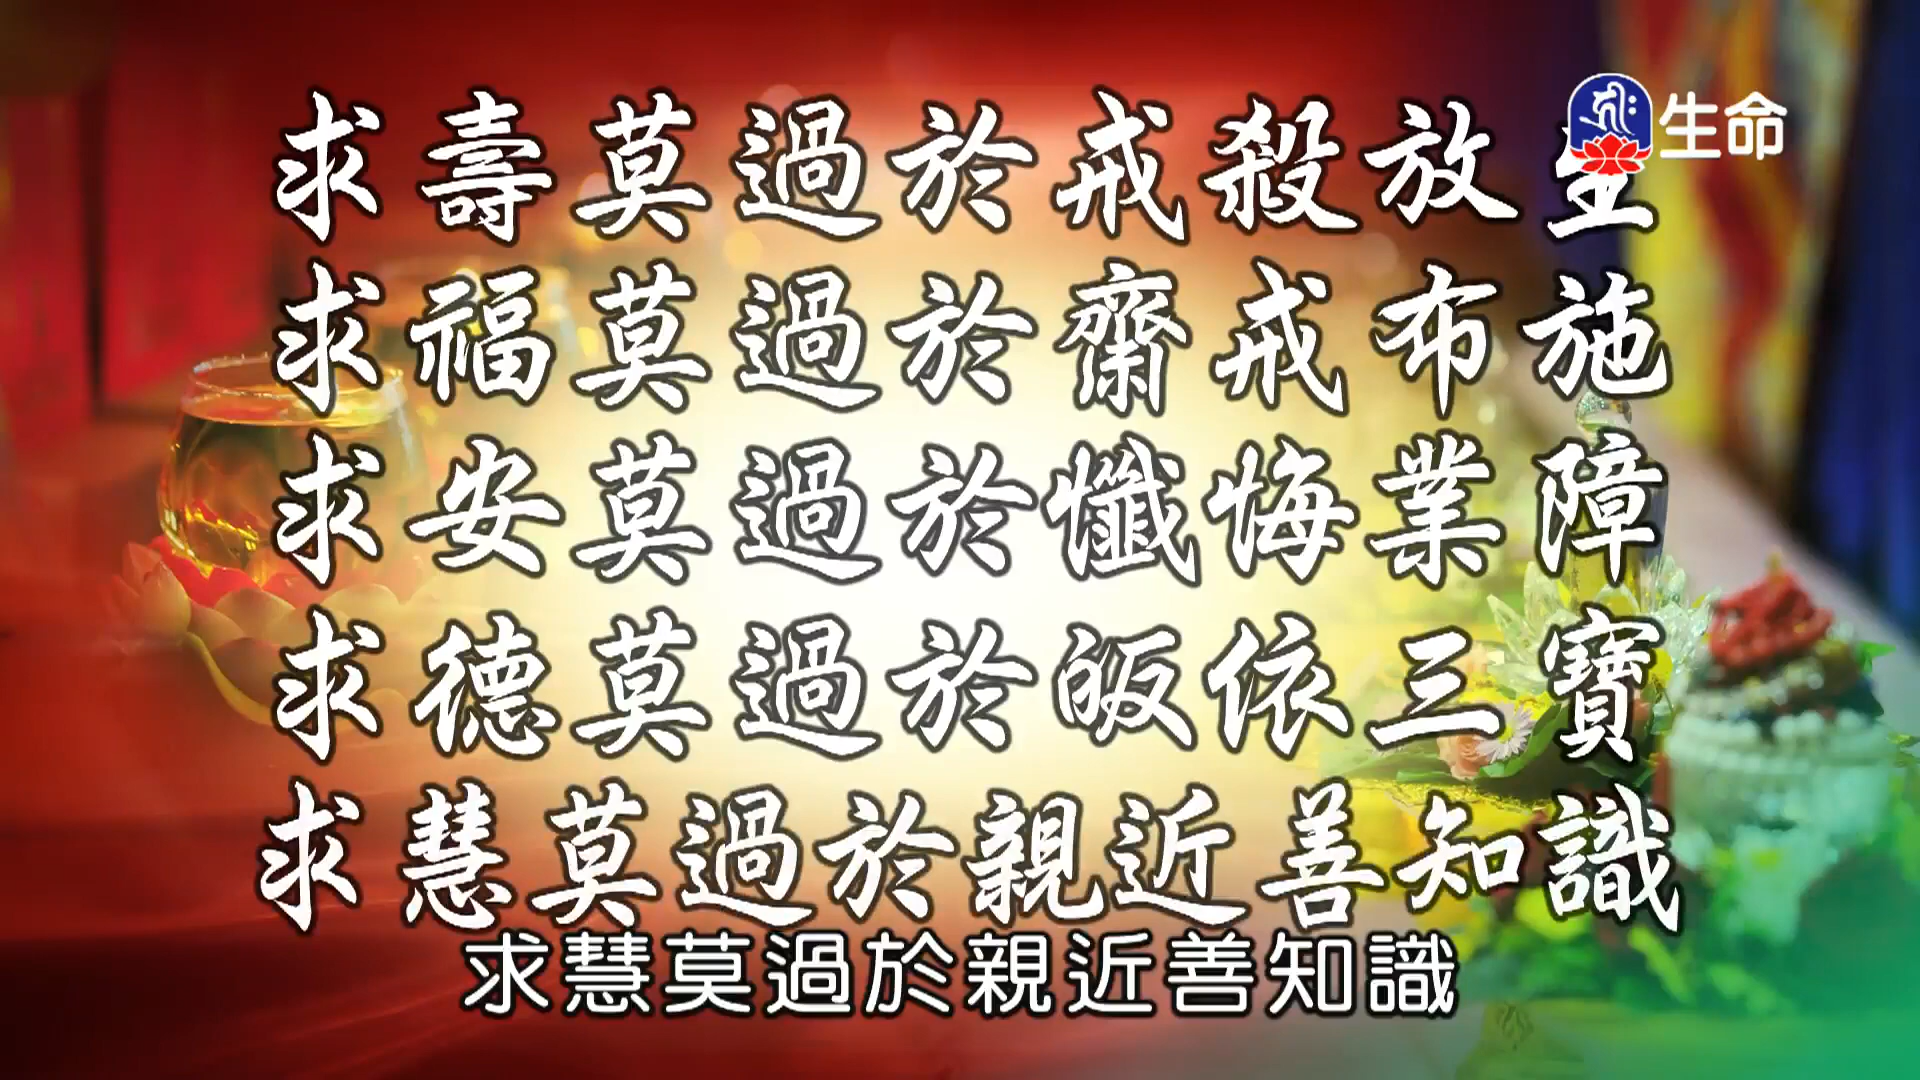 生命
求壽莫過於戒殺放生
求福莫過於齋戒布施
求安莫過於懺悔業障
求德莫過於皈依三寶
求慧莫過於親近善知識
求慧莫過於親近善知識